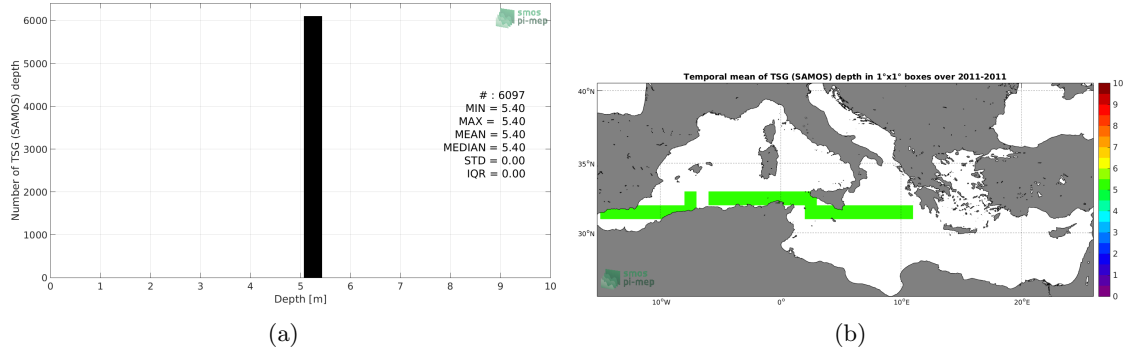 6000
5000
4000
3000
2000
1000
0
Number of TSG (SAMOS) depth
smos
pi-mep
# : 6097
MIN = 5.40
MAX = 5.40
MEAN = 5.40
MEDIAN = 5.40
STD = 0.00
IQR = 0.00
0 1 2 3 4 5 6 7 8 9 10
Depth [m]
(a)
Temporal mean of TSG (SAMOS) depth in 1°x1° boxes over 2011-2011
40°N
35°N
30°N
10°W 0° 10°E 20°E
smos
pi-mep
10
9
8
7
6
5
4
3
2
1
0
(b)